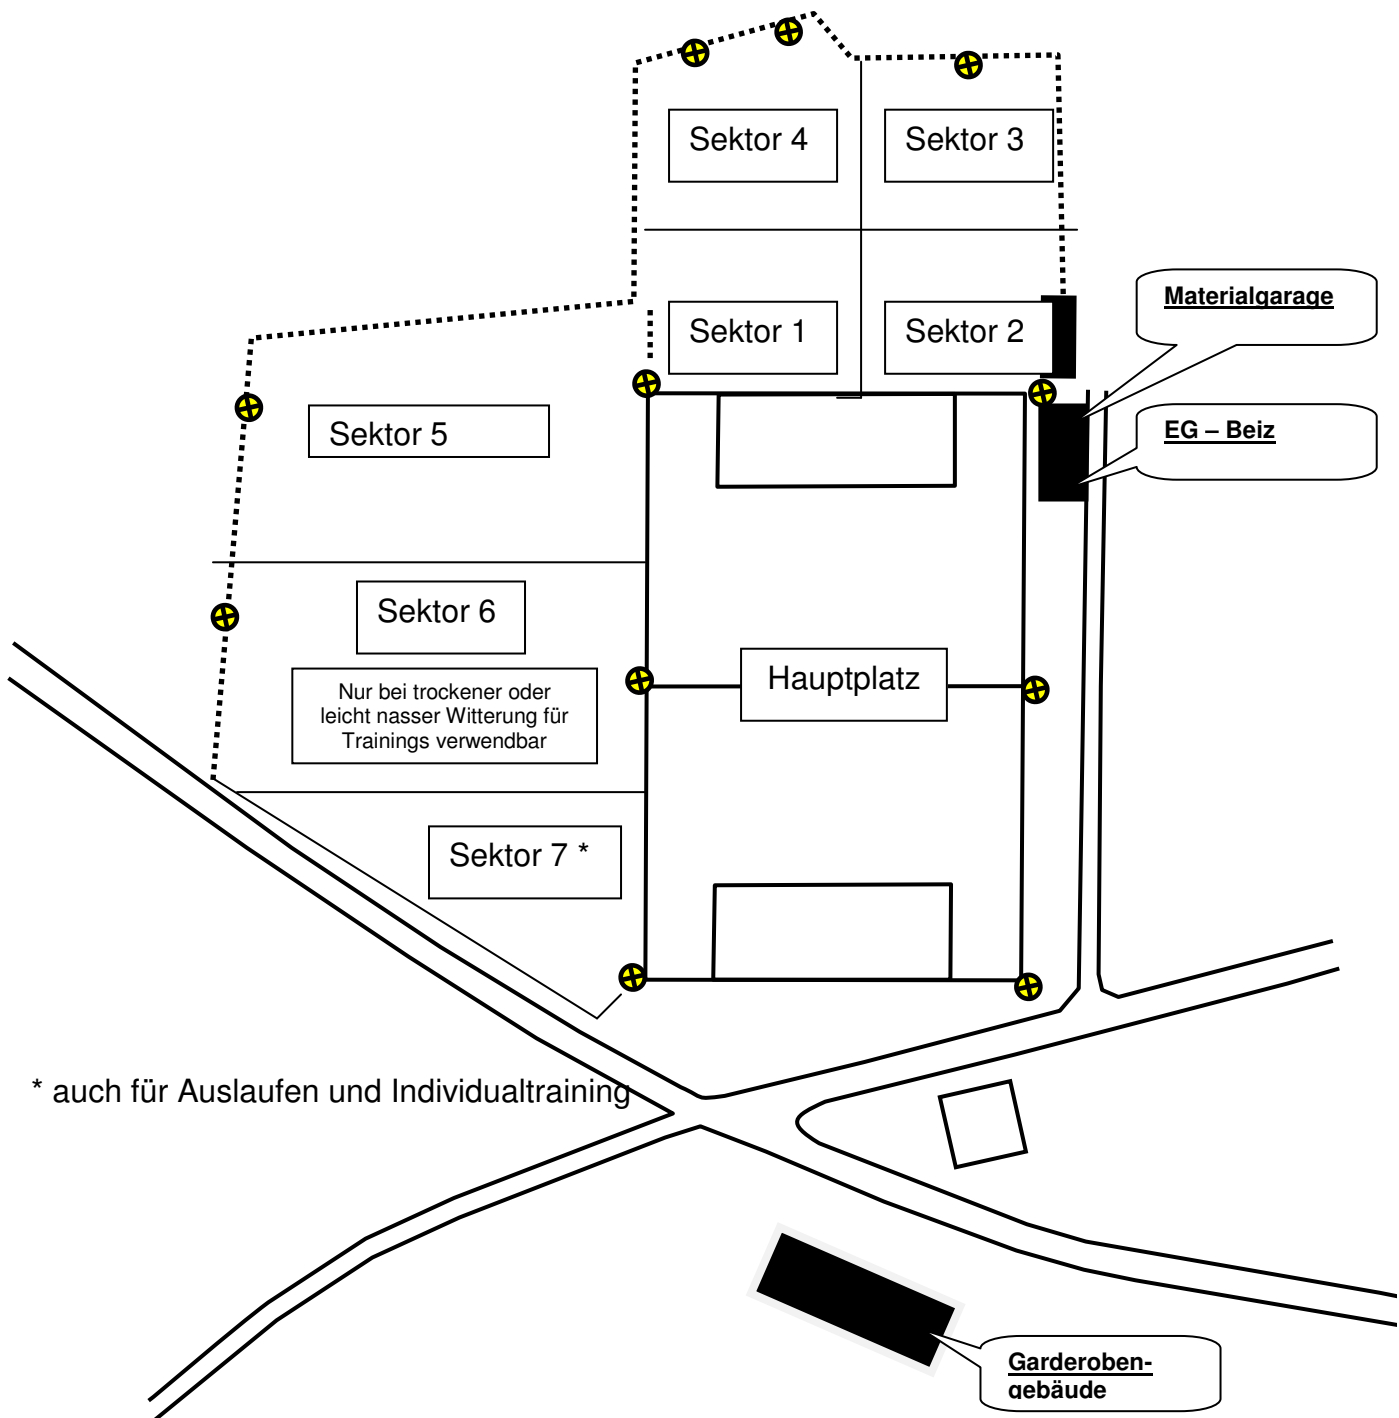 Sektor 4
Sektor 3
Sektor 1
Sektor 2
Materialgarage
EG – Beiz
Sektor 5
Sektor 6
Nur bei trockener oder
leicht nasser Witterung für
Trainings verwendbar
Hauptplatz
Sektor 7 *
* auch für Auslaufen und Individualtraining
Garderoben-
gebäude